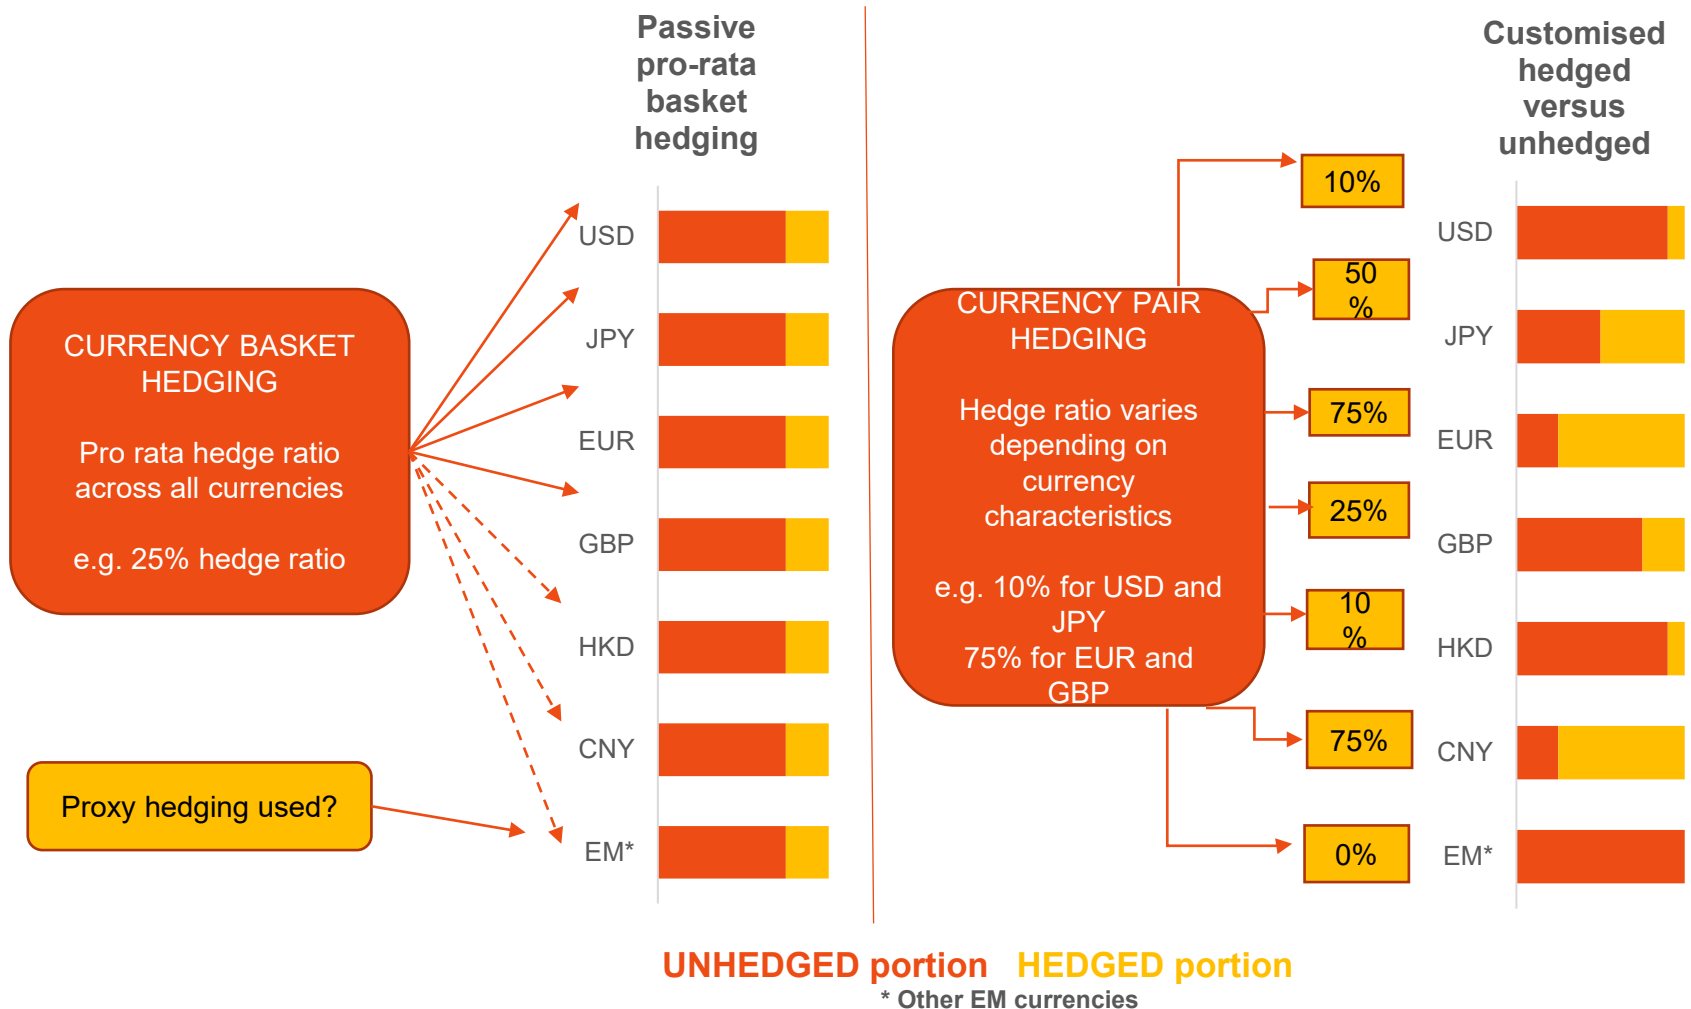 Passive
pro-rata
basket
hedging
USD
JPY
EUR
GBP
HKD
CNY
EM*
CURRENCY BASKET
HEDGING
Pro rata hedge ratio
across all currencies
e.g. 25% hedge ratio
Proxy hedging used?
Customised
hedged
versus
unhedged
CURRENCY PAIR
HEDGING
Hedge ratio varies
depending on
currency
characteristics
e.g. 10% for USD and
JPY
75% for EUR and
GBP
10%
50
%
75%
25%
10
%
75%
0%
USD
JPY
EUR
GBP
HKD
CNY
EM*
UNHEDGED portion HEDGED portion
* Other EM currencies